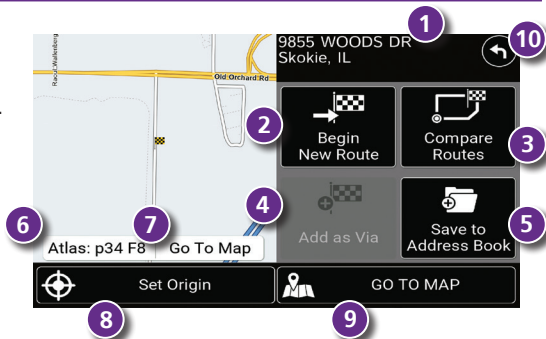 1
9855 WOODS DR
Skokie, IL
10
Raoul Wallenberg
Old Orchard Rd
2
Begin
New Route
Compare
Routes
3
4
Add as Via
Save to
Address Book
5
6
7
Atlas: p34 F8
Go To Map
Set Origin
GO TO MAP
8
9